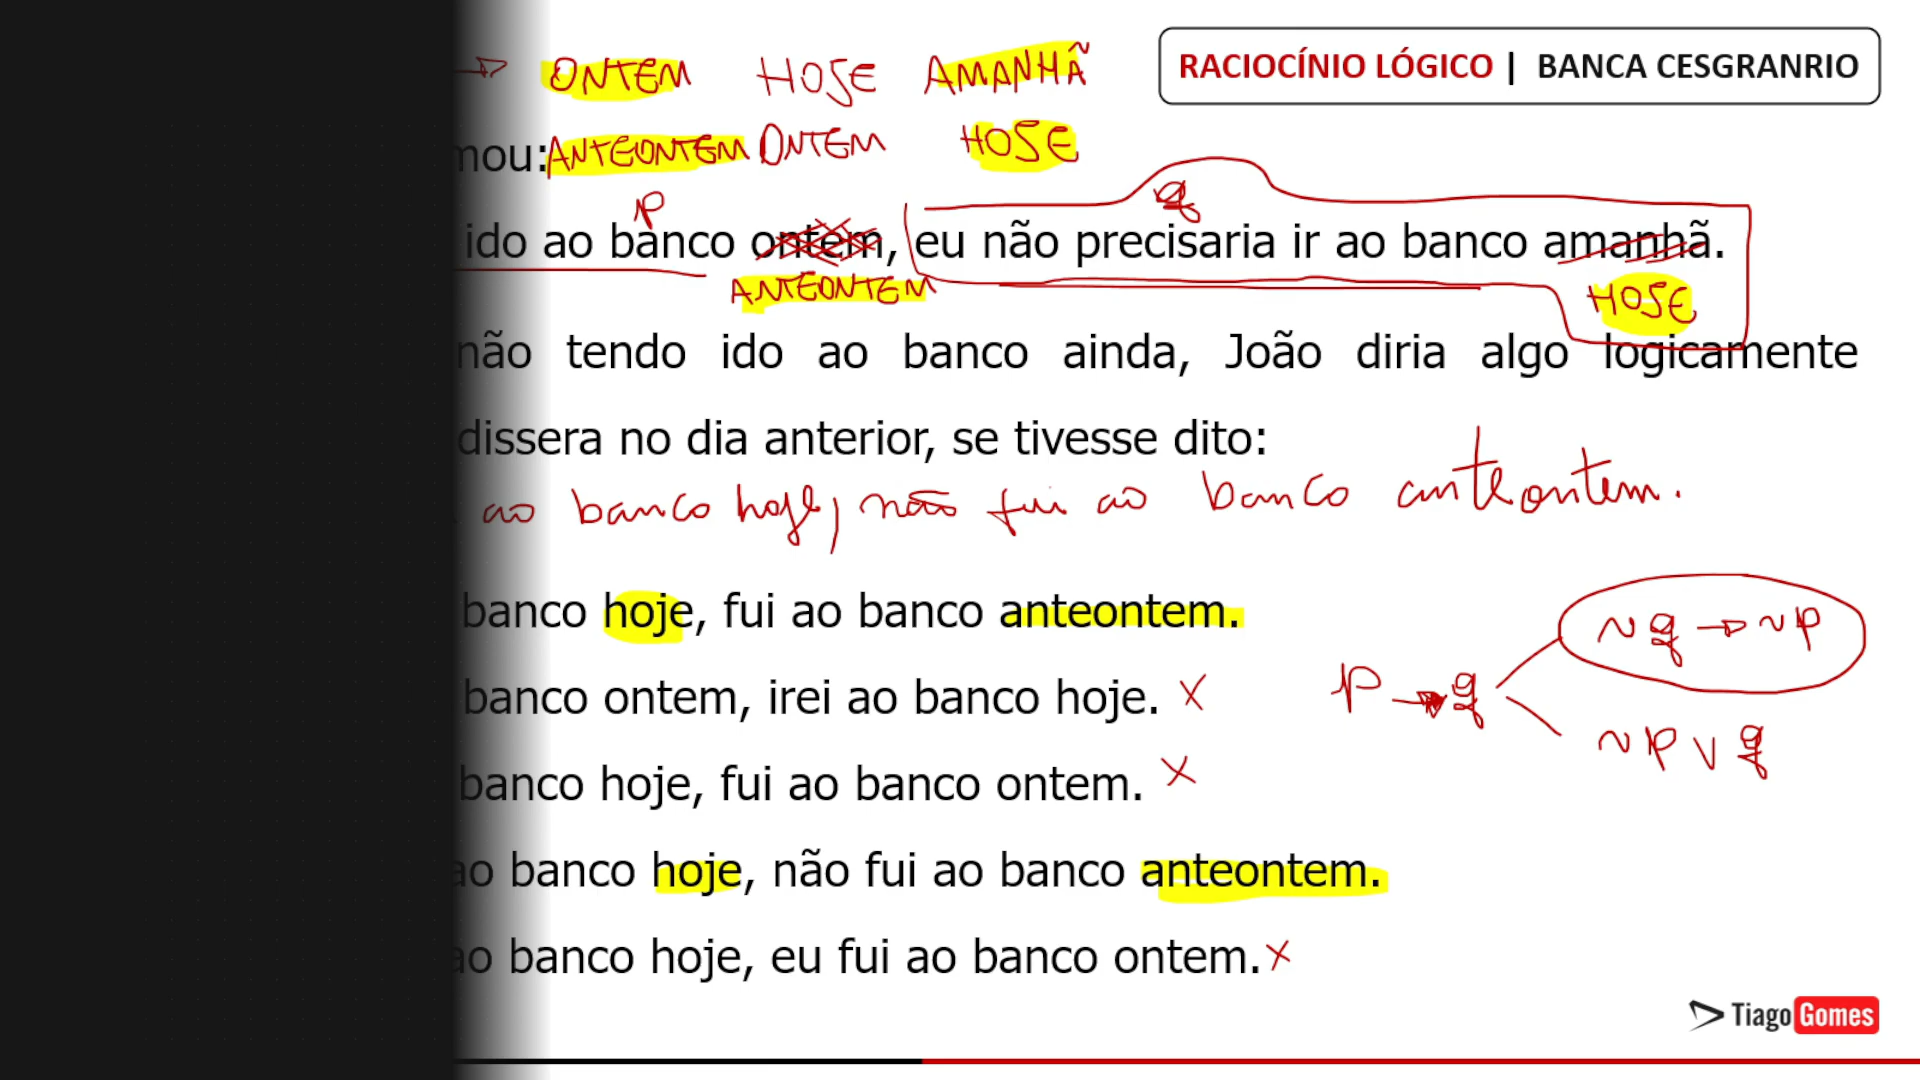 ONTEM HOJE AMANHÃ
RACIOCÍNIO LÓGICO | BANCA CESGRANRIO
mou: ANTEONTEM ONTEM HOJE
p q
ido ao banco ontem, eu não precisaria ir ao banco amanhã.
ANTEONTEM HOJE
não tendo ido ao banco ainda, João diria algo logicamente
dissera no dia anterior, se tivesse dito:
ao banco hoje, não fui ao banco anteontem.
banco hoje, fui ao banco anteontem.
~q → ~p
banco ontem, irei ao banco hoje. X
p → q
~p v q
banco hoje, fui ao banco ontem. X
ao banco hoje, não fui ao banco anteontem.
ao banco hoje, eu fui ao banco ontem. X
Tiago Gomes